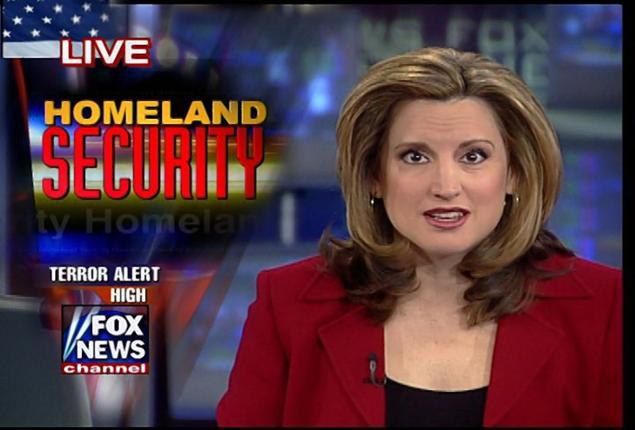 LIVE
HOMELAND
SECURITY
ty Homelan
TERROR ALERT
HIGH
FOX
NEWS
channel